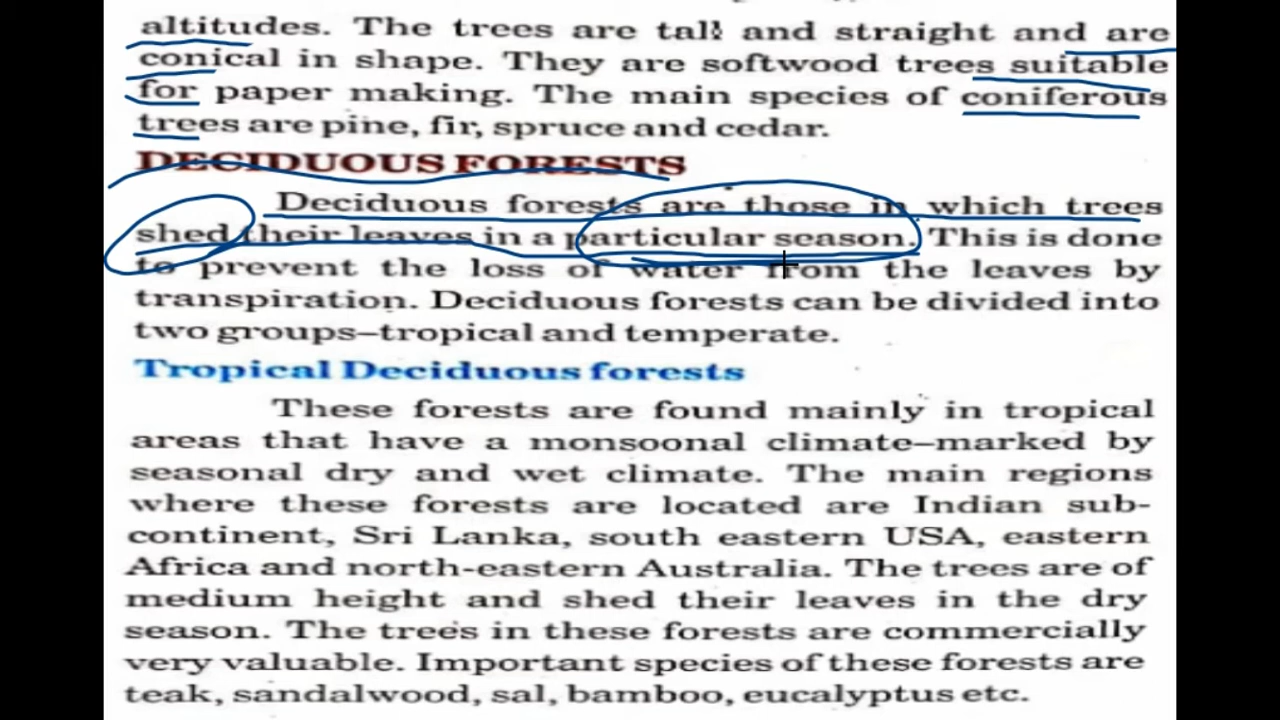 altitudes. The trees are tall and straight and are
conical in shape. They are softwood trees suitable
for paper making. The main species of coniferous
trees are pine, fir, spruce and cedar.
DECIDUOUS FORESTS
Deciduous forests are those in which trees
shed their leaves in a particular season. This is done
to prevent the loss of water from the leaves by
transpiration. Deciduous forests can be divided into
two groups–tropical and temperate.
Tropical Deciduous forests
These forests are found mainly in tropical
areas that have a monsoonal climate–marked by
seasonal dry and wet climate. The main regions
where these forests are located are Indian sub-
continent, Sri Lanka, south eastern USA, eastern
Africa and north-eastern Australia. The trees are of
medium height and shed their leaves in the dry
season. The trees in these forests are commercially
very valuable. Important species of these forests are
teak, sandalwood, sal, bamboo, eucalyptus etc.